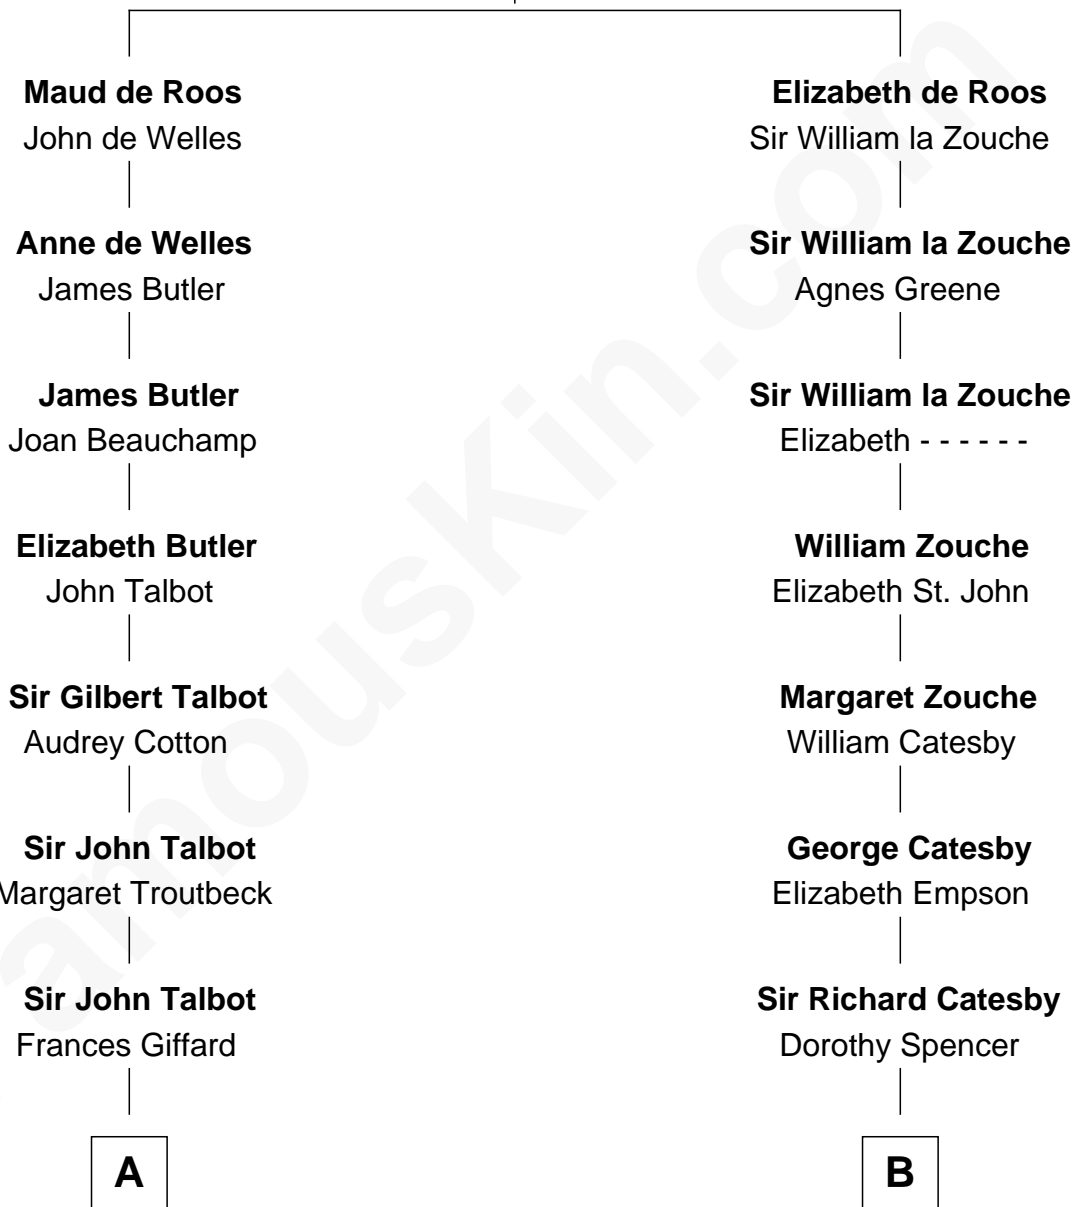 Maud de Roos
John de Welles
Elizabeth de Roos
Sir William la Zouche
Anne de Welles
James Butler
Sir William la Zouche
Agnes Greene
James Butler
Joan Beauchamp
Sir William la Zouche
Elizabeth - - - - - -
Elizabeth Butler
John Talbot
William Zouche
Elizabeth St. John
Sir Gilbert Talbot
Audrey Cotton
Margaret Zouche
William Catesby
Sir John Talbot
Margaret Troutbeck
George Catesby
Elizabeth Empson
Sir John Talbot
Frances Giffard
Sir Richard Catesby
Dorothy Spencer
A
B
amousKin.com